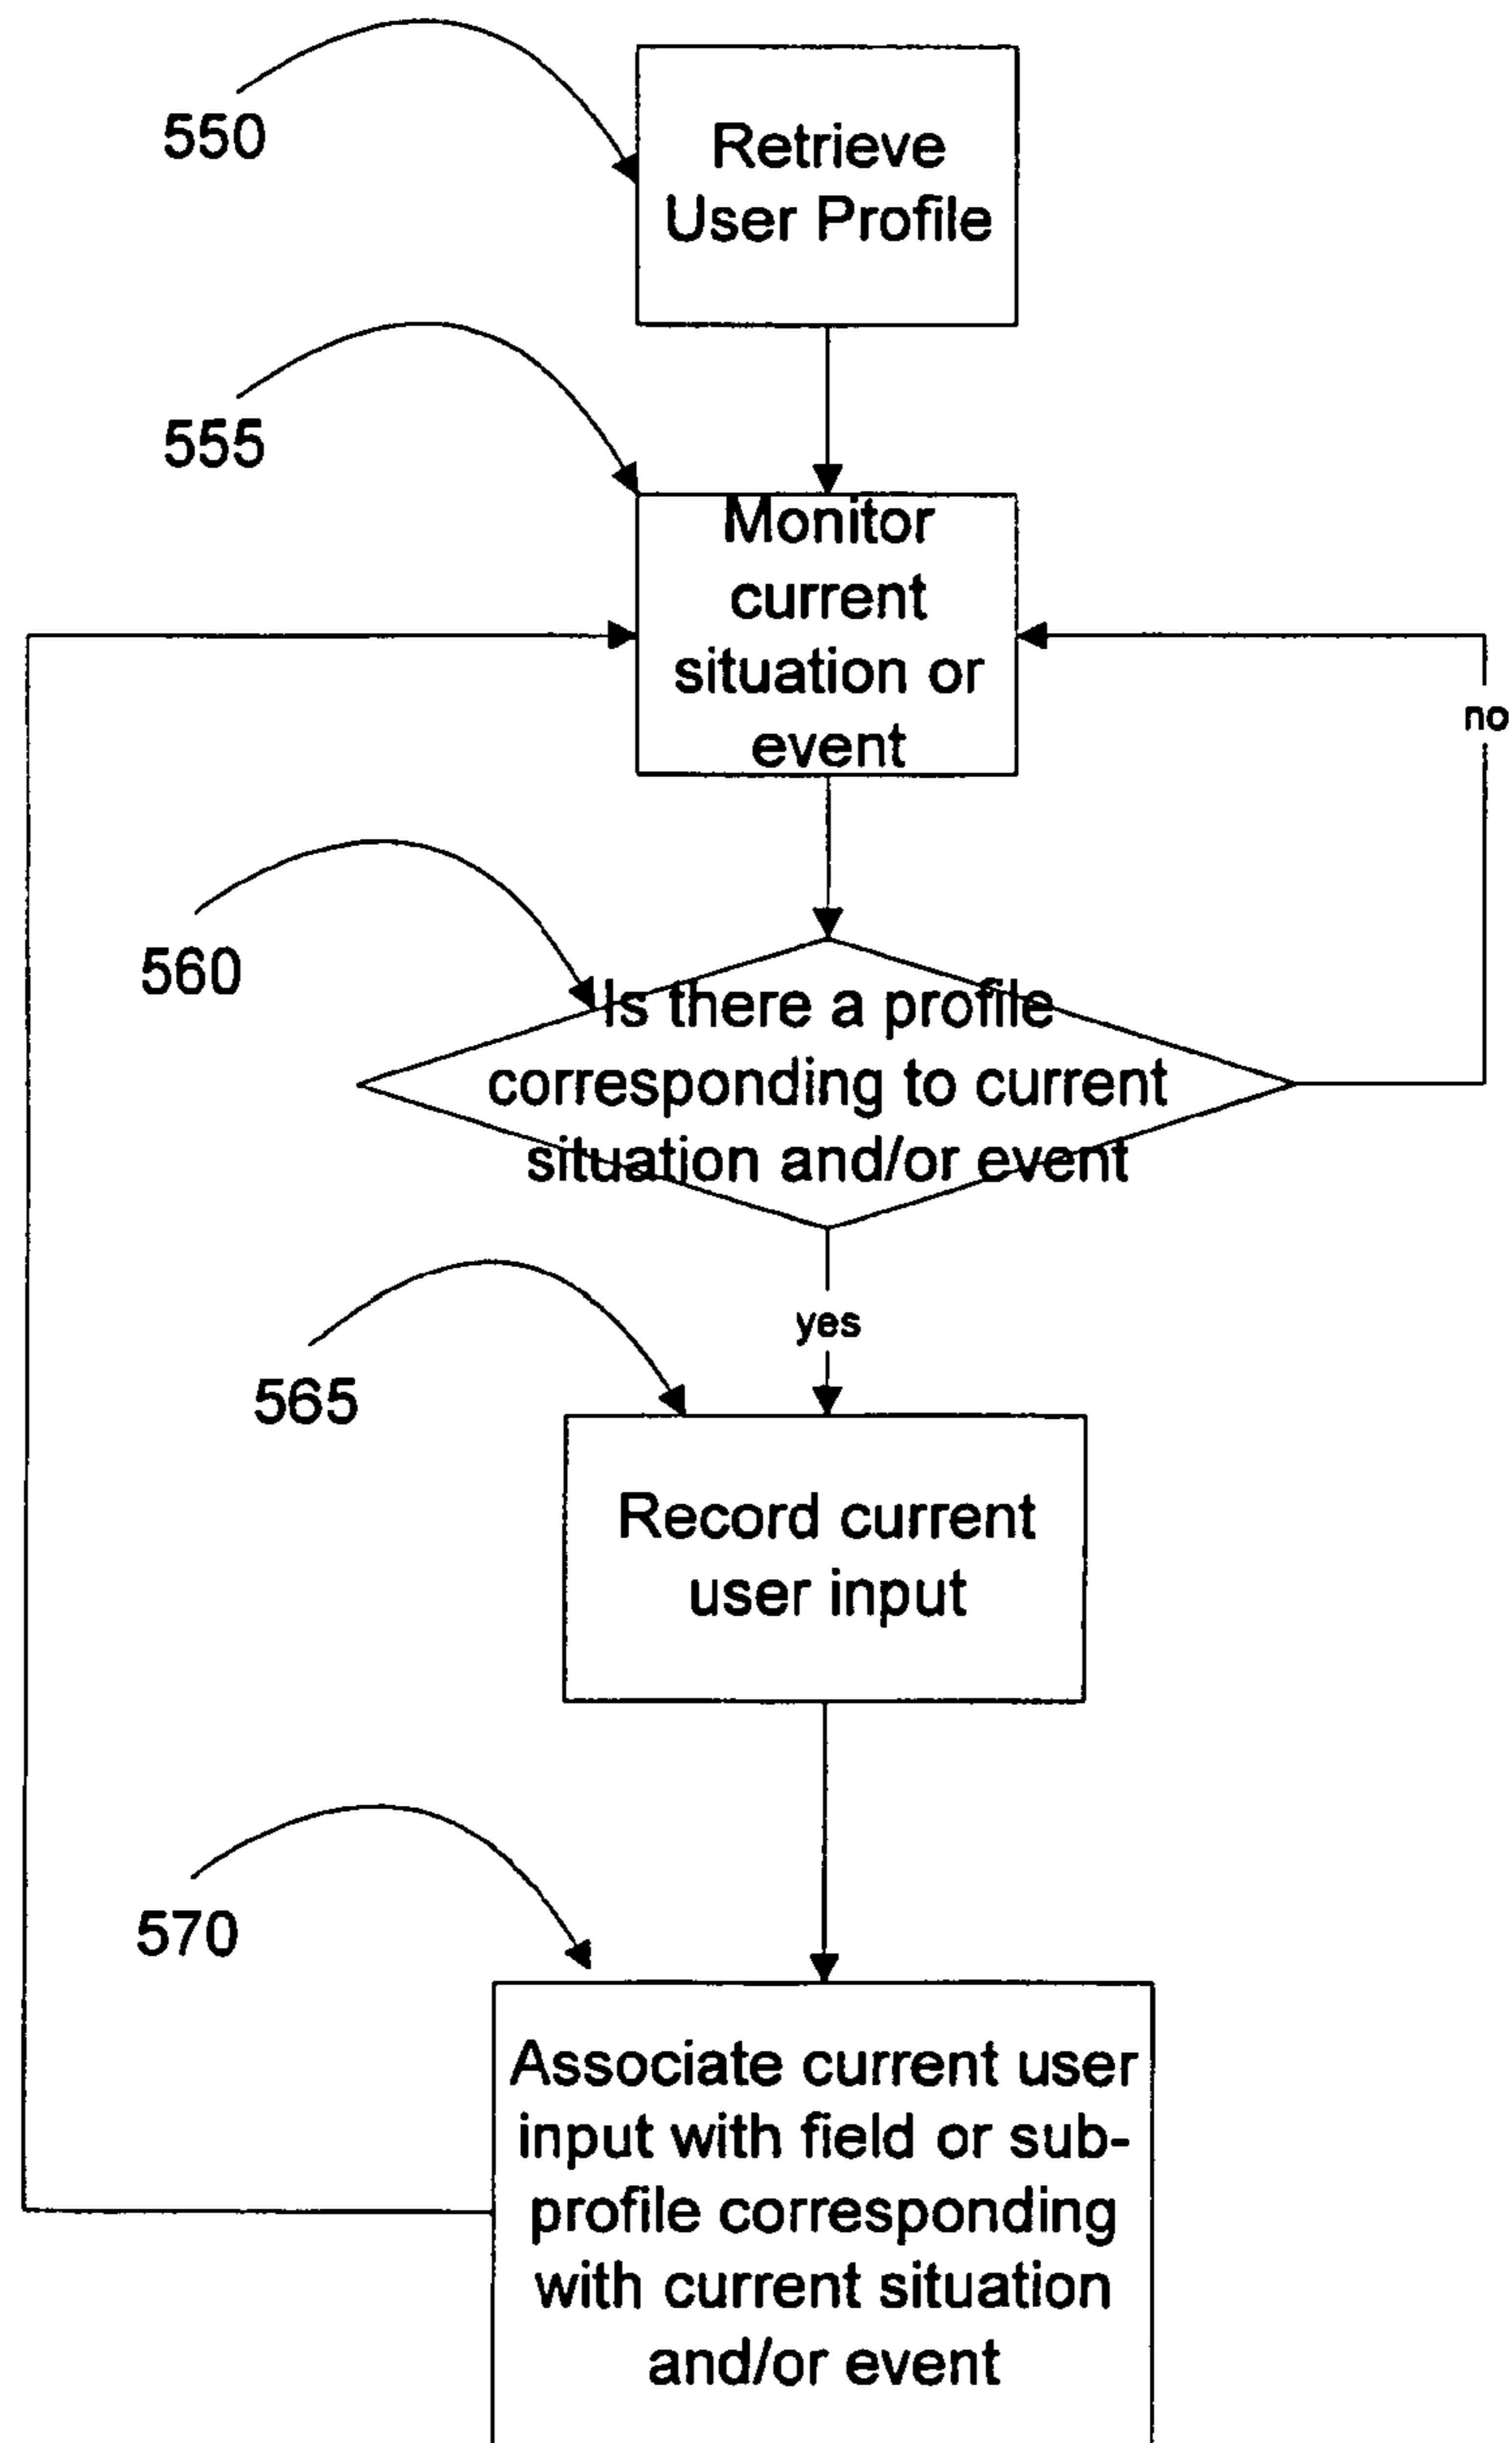 550
Retrieve
User Profile
555
Monitor
current
situation or
event
no
560
Is there a profile
corresponding to current
situation and/or event
yes
565
Record current
user input
570
Associate current user
input with field or sub-
profile corresponding
with current situation
and/or event